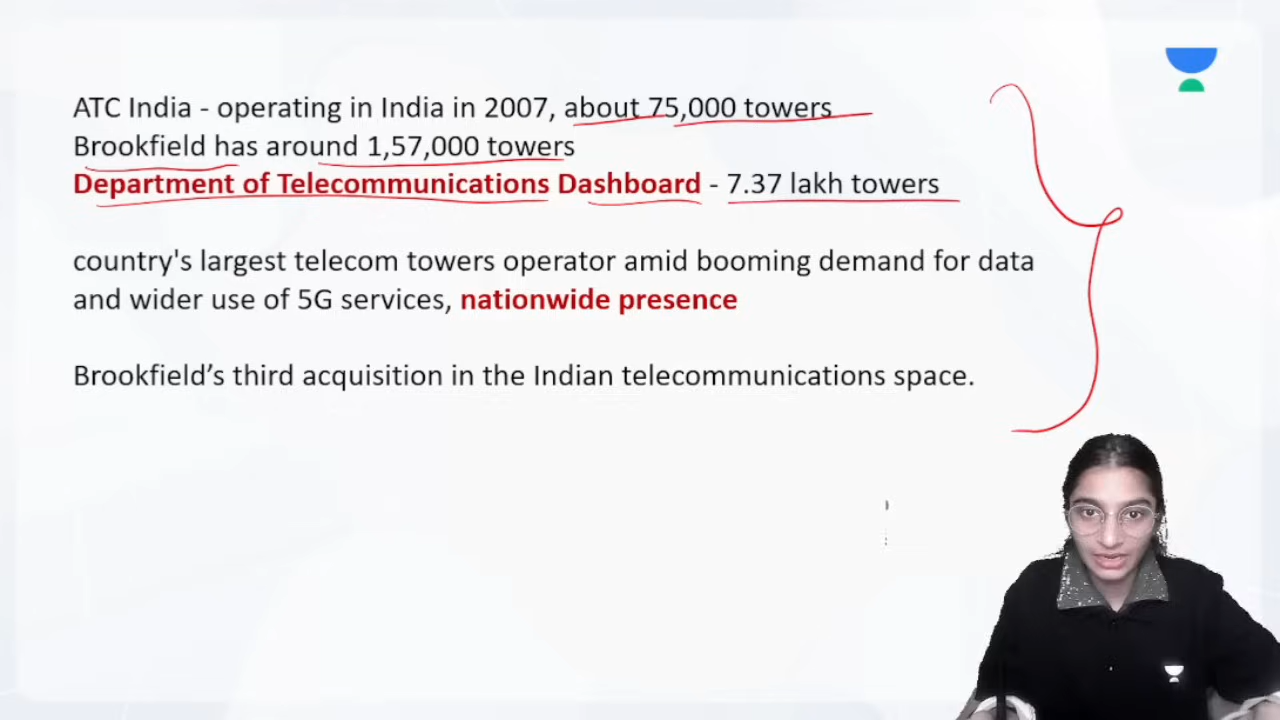 ATC India - operating in India in 2007, about 75,000 towers
Brookfield has around 1,57,000 towers
Department of Telecommunications Dashboard - 7.37 lakh towers
country's largest telecom towers operator amid booming demand for data
and wider use of 5G services, nationwide presence
Brookfield’s third acquisition in the Indian telecommunications space.